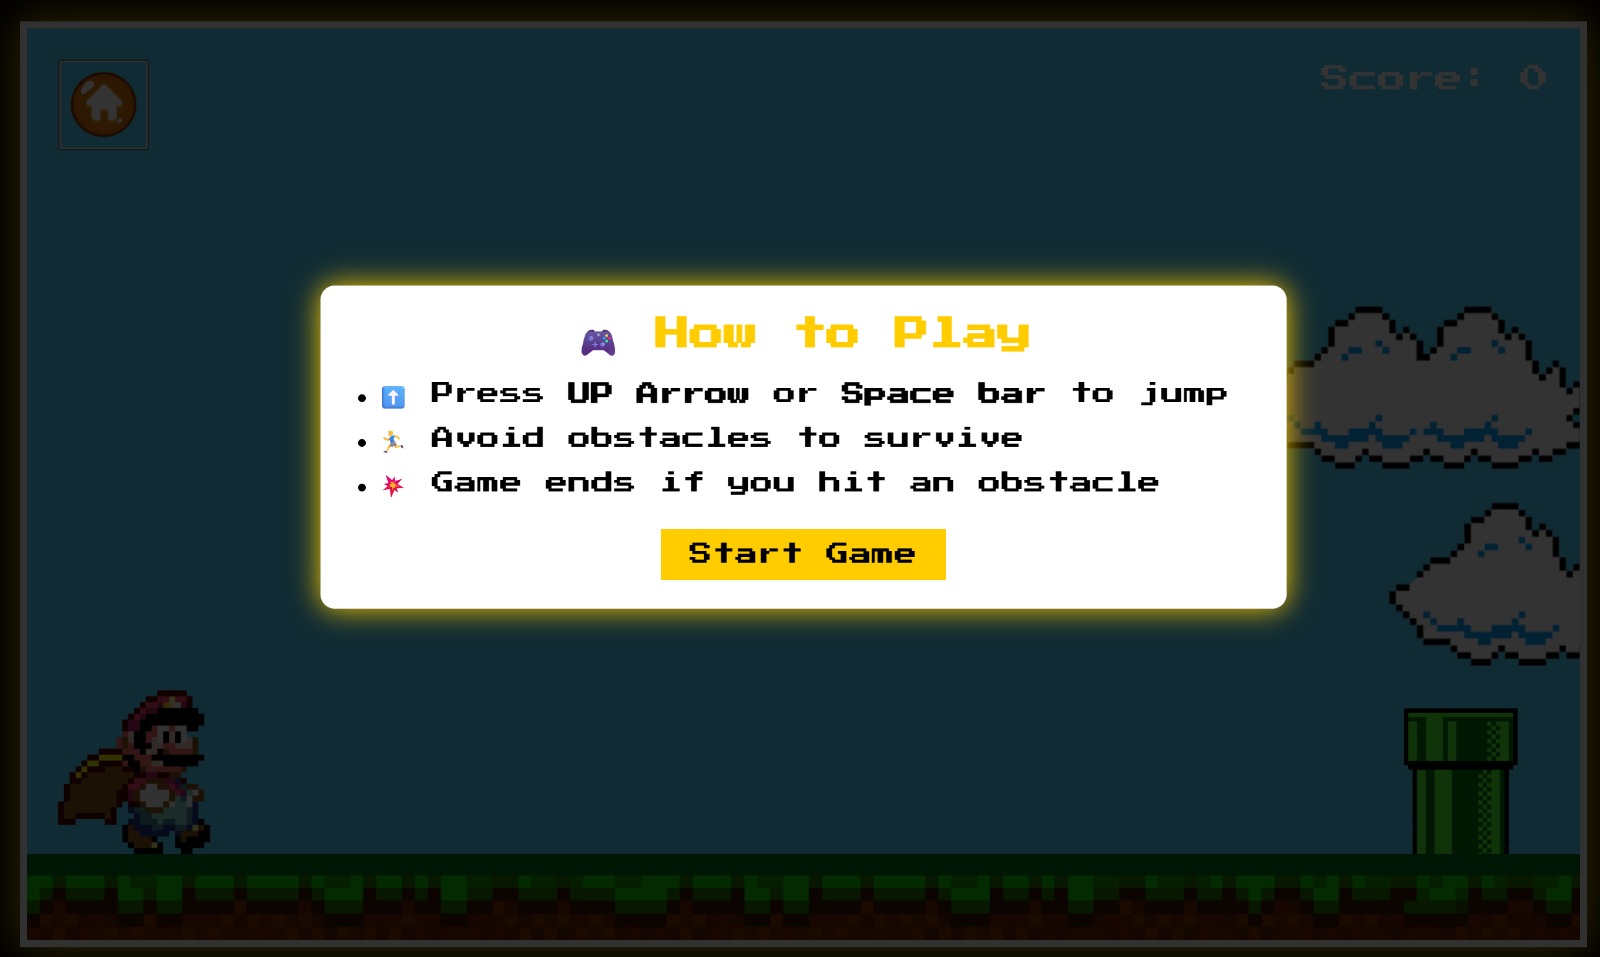 Score: 0
How to Play
Press UP Arrow or Space bar to jump
Avoid obstacles to survive
Game ends if you hit an obstacle
Start Game